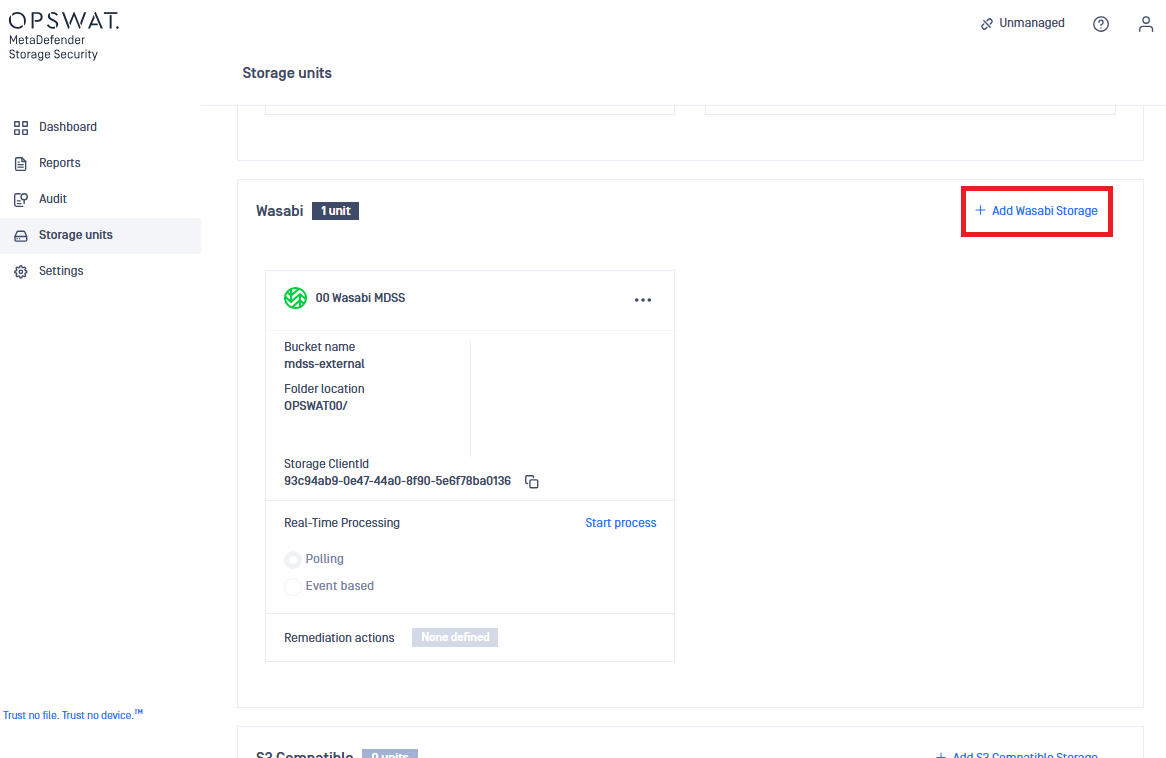 OPSWAT.
MetaDefender
Storage Security
Unmanaged
Storage units
Dashboard
Reports
Audit
Storage units
Settings
Wasabi 1 unit
+ Add Wasabi Storage
00 Wasabi MDSS
Bucket name
mdss-external
Folder location
OPSWAT00/
Storage ClientId
93c94ab9-0e47-44a0-8f90-5e6f78ba0136
Real-Time Processing
Start process
Polling
Event based
Remediation actions None defined
Trust no file. Trust no device.™
S3 Compatible 0 units
+ Add S3 Compatible Storage